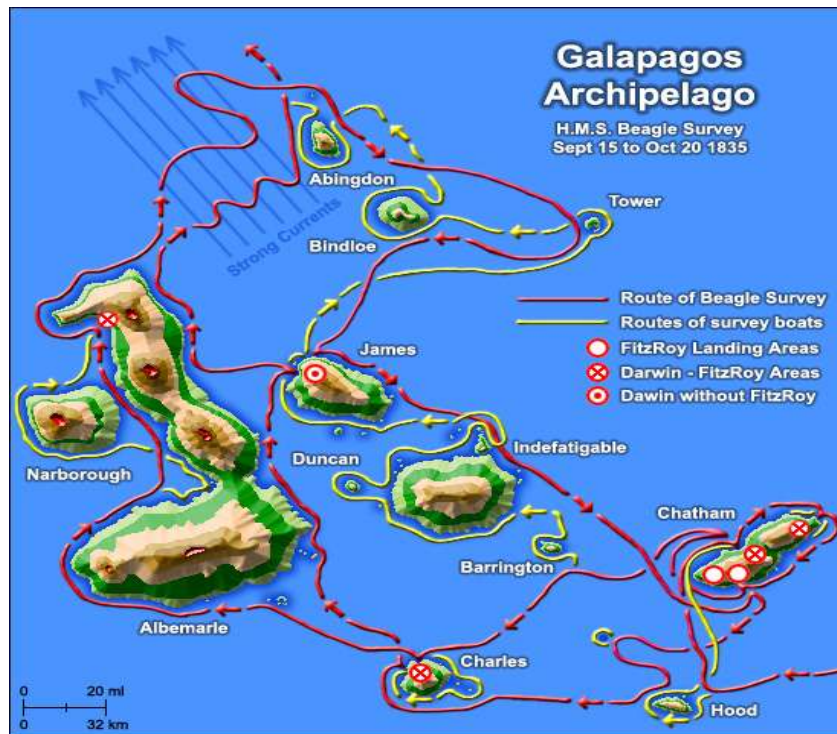 Galapagos
Archipelago
H.M.S. Beagle Survey
Sept 15 to Oct 20 1835
Abingdon
Tower
Bindloe
Strong Currents
Route of Beagle Survey
Routes of survey boats
FitzRoy Landing Areas
Darwin - FitzRoy Areas
Dawin without FitzRoy
James
Indefatigable
Duncan
Narborough
Chatham
Barrington
Albemarle
Charles
Hood
0 20 mi
0 32 km